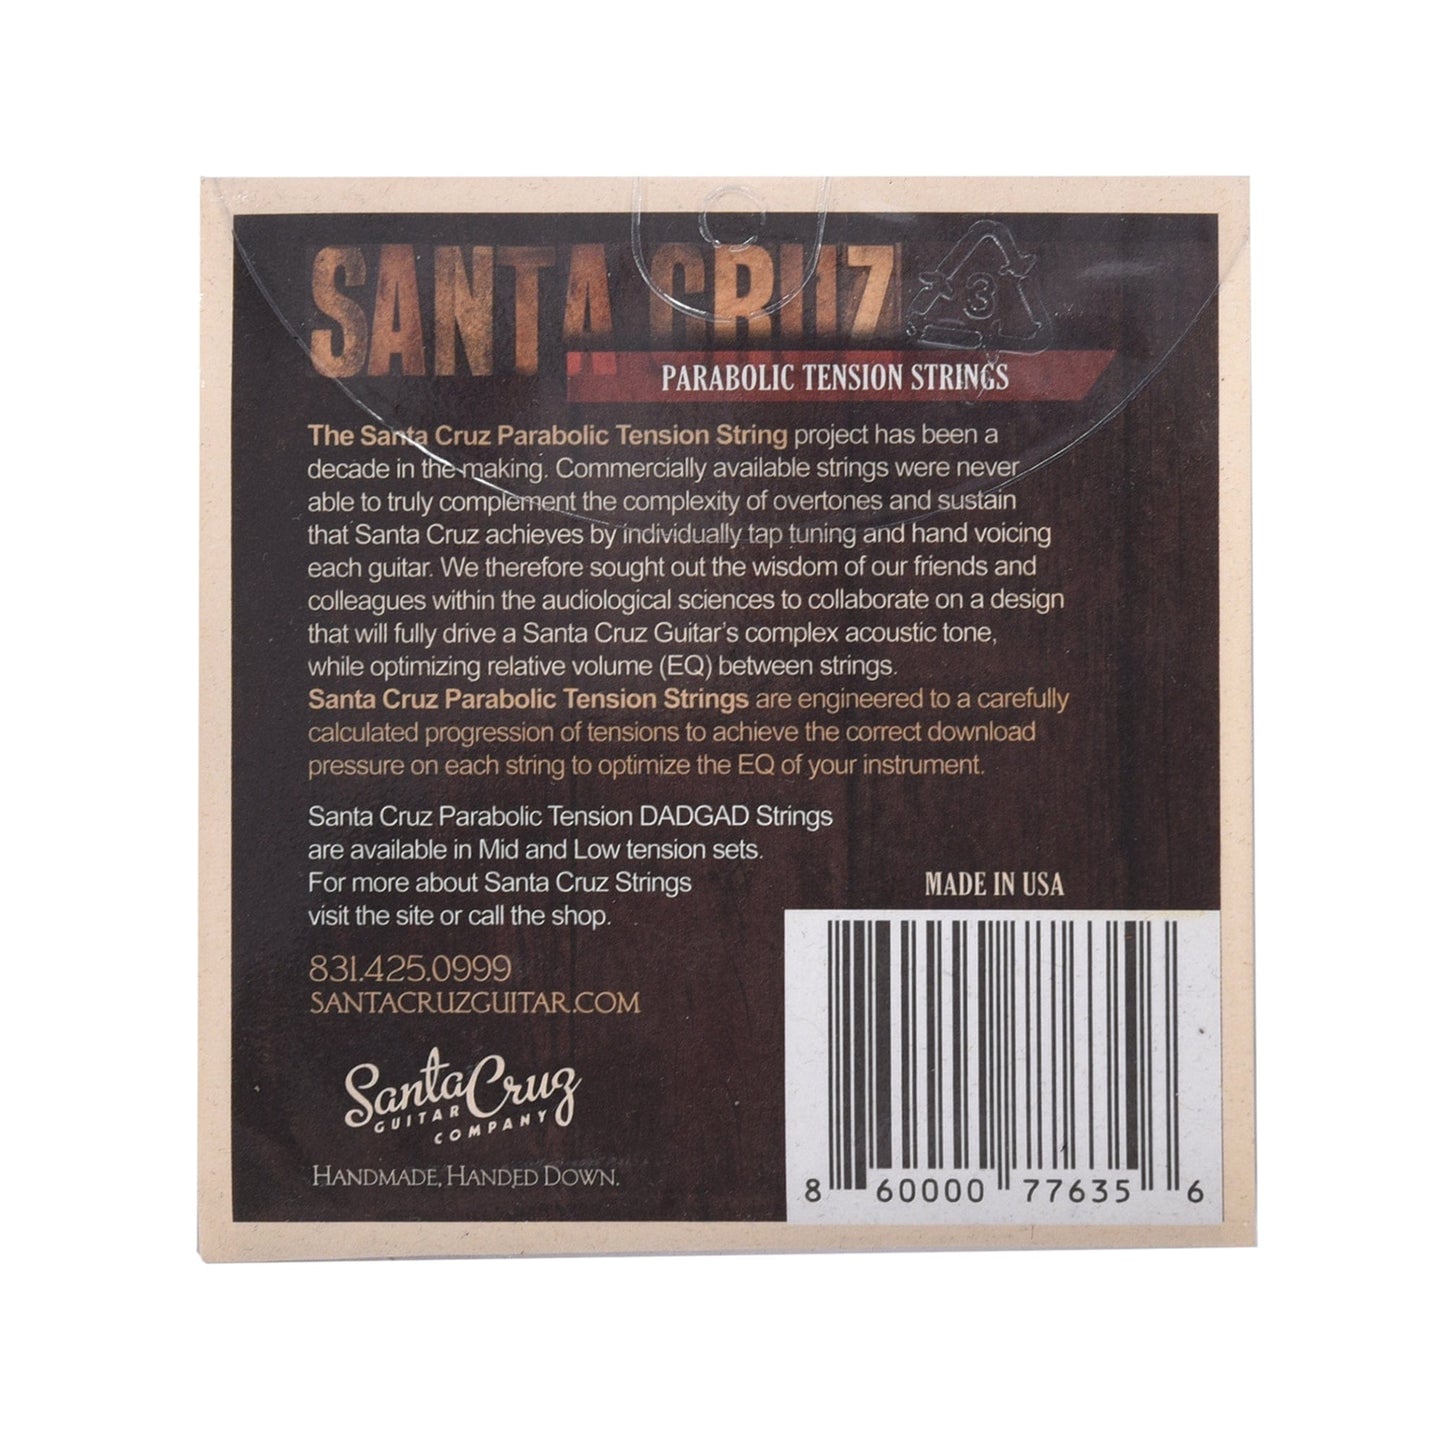 SANTA CRUZ
3
PARABOLIC TENSION STRINGS
The Santa Cruz Parabolic Tension String project has been a
decade in the making. Commercially available strings were never
able to truly complement the complexity of overtones and sustain
that Santa Cruz achieves by individually tap tuning and hand voicing
each guitar. We therefore sought out the wisdom of our friends and
colleagues within the audiological sciences to collaborate on a design
that will fully drive a Santa Cruz Guitar's complex acoustic tone,
while optimizing relative volume (EQ) between strings.
Santa Cruz Parabolic Tension Strings are engineered to a carefully
calculated progression of tensions to achieve the correct download
pressure on each string to optimize the EQ of your instrument.
Santa Cruz Parabolic Tension DADGAD Strings
are available in Mid and Low tension sets.
For more about Santa Cruz Strings
visit the site or call the shop.
831.425.0999
SANTACRUZGUITAR.COM
Santa Cruz
GUITAR
COMPANY
HANDMADE, HANDED DOWN.
MADE IN USA
8 60000 77635 6